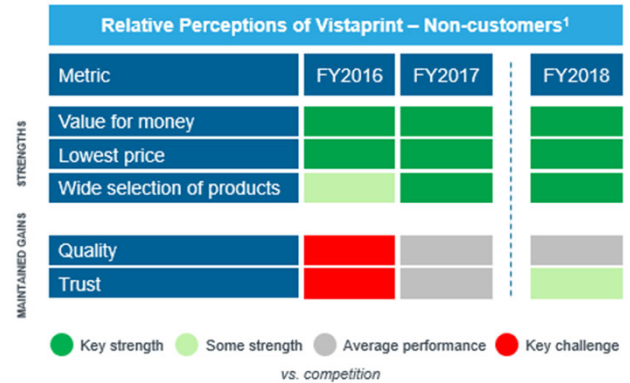 Relative Perceptions of Vistaprint – Non-customers¹
Metric FY2016 FY2017 FY2018
STRENGTHS
Value for money
Lowest price
Wide selection of products
MAINTAINED GAINS
Quality
Trust
Key strength Some strength Average performance Key challenge
vs. competition